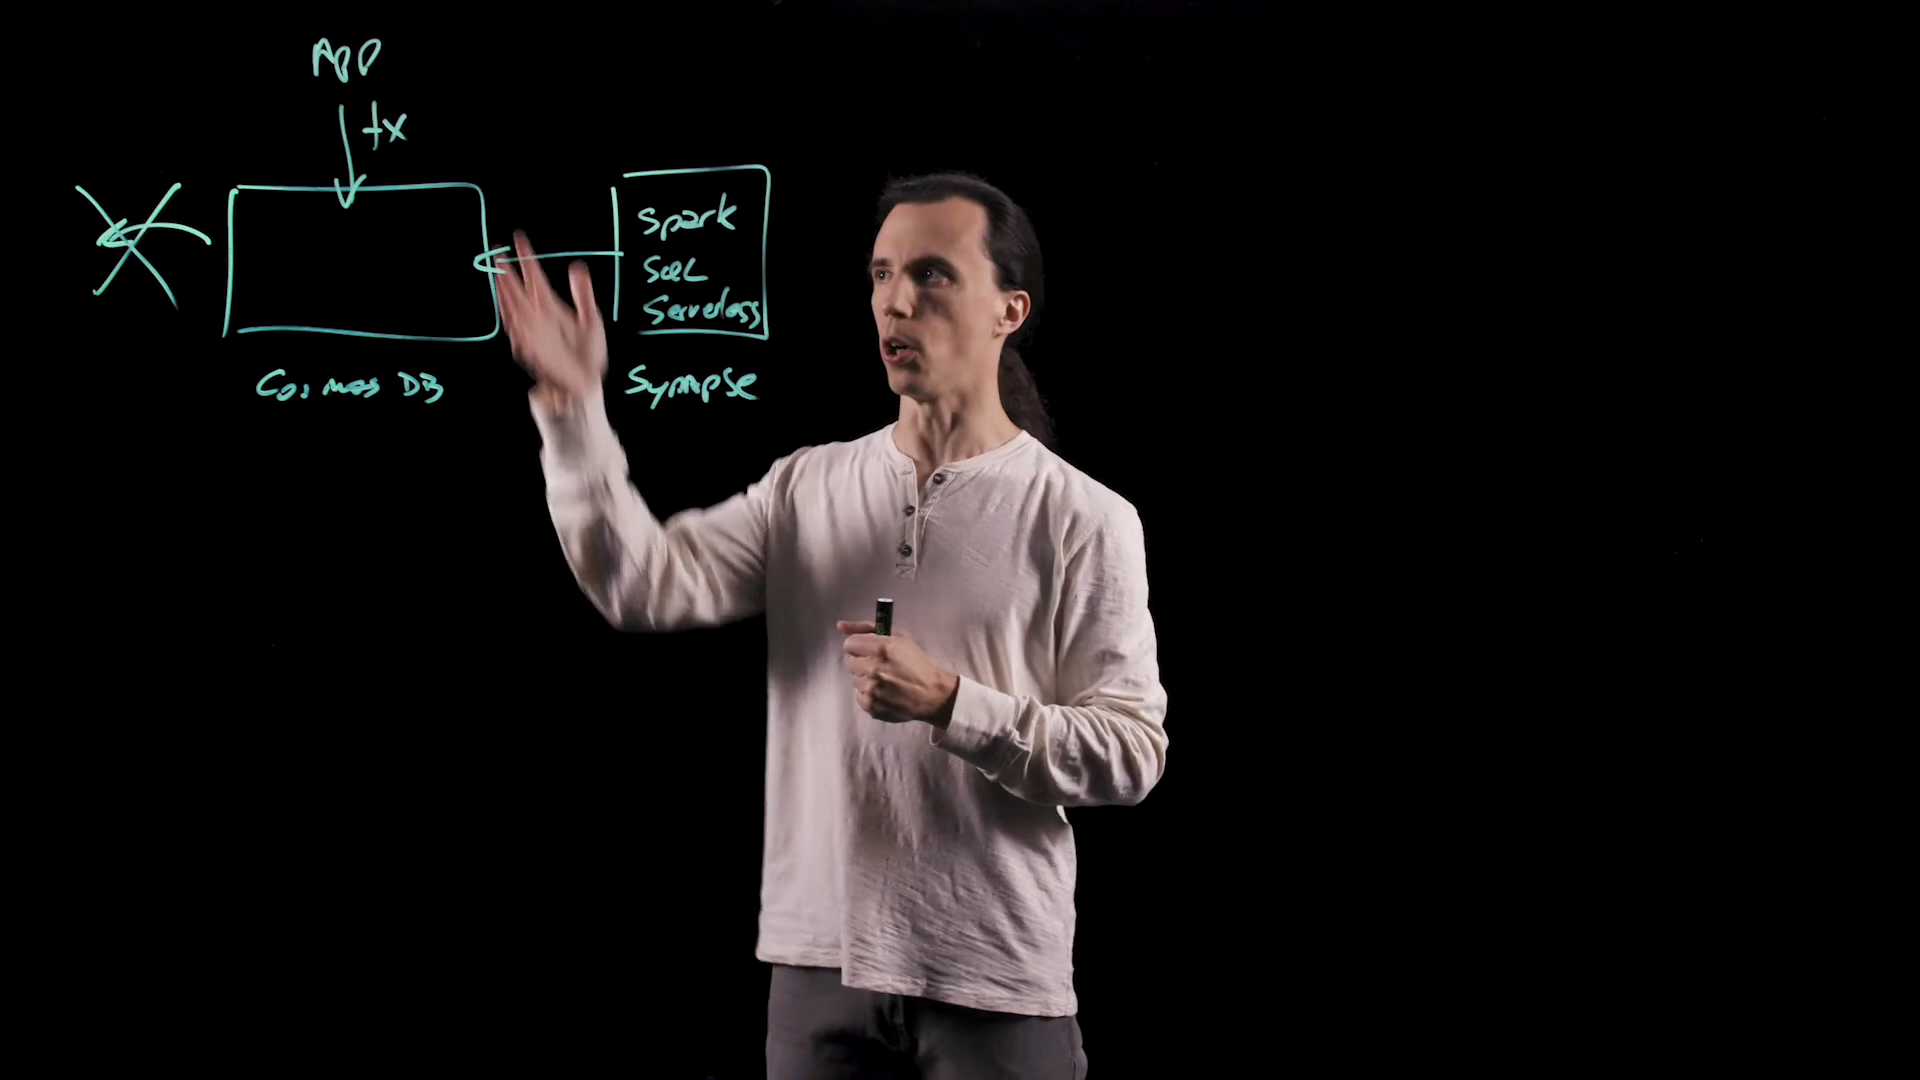 App
tx
Spark
SQL
Serverless
Cosmos DB
Synapse